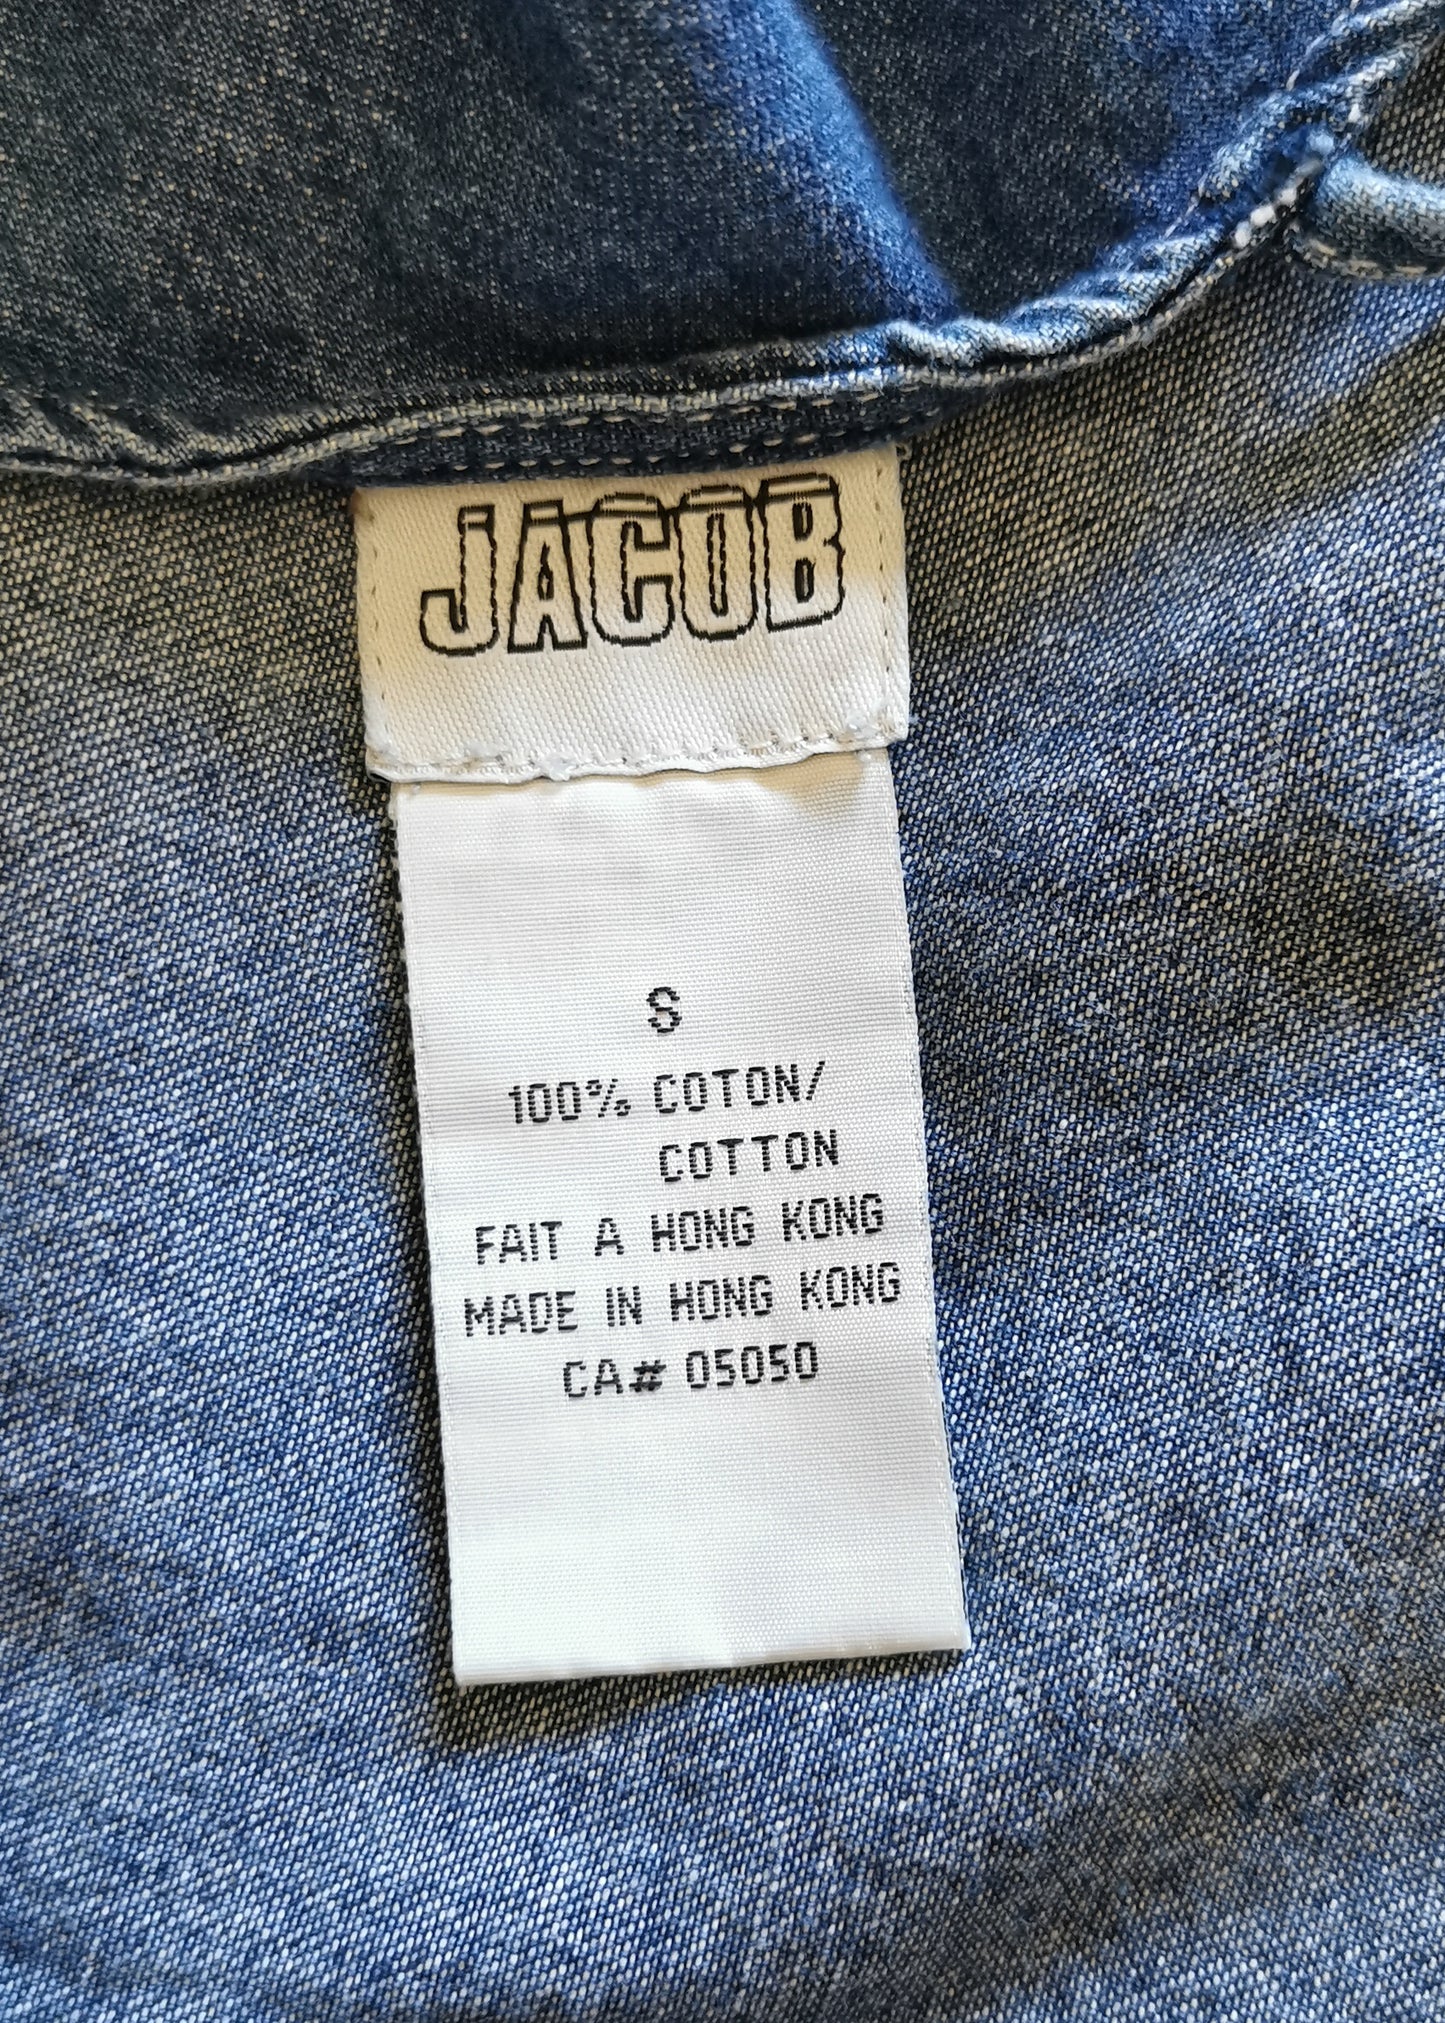 JACOB
S
100% COTON/
COTTON
FAIT A HONG KONG
MADE IN HONG KONG
CA# 05050